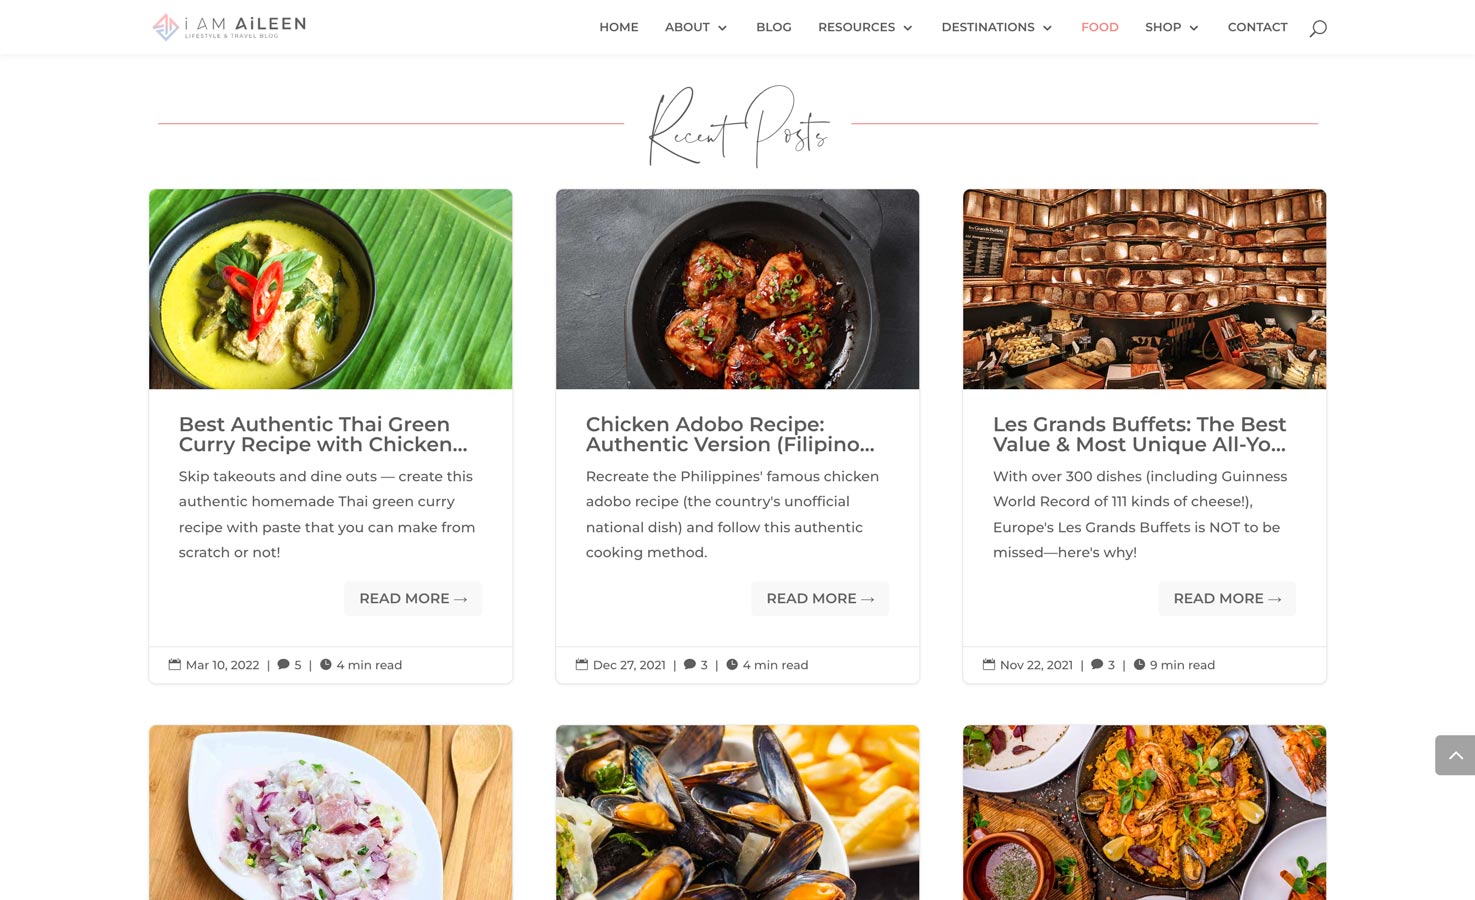 i AM AiLEEN
LIFESTYLE & TRAVEL BLOG
HOME
ABOUT
BLOG
RESOURCES
DESTINATIONS
FOOD
SHOP
CONTACT
Recent Posts
Best Authentic Thai Green
Curry Recipe with Chicken...
Skip takeouts and dine outs — create this
authentic homemade Thai green curry
recipe with paste that you can make from
scratch or not!
READ MORE →
Mar 10, 2022 | 5 | 4 min read
Chicken Adobo Recipe:
Authentic Version (Filipino...
Recreate the Philippines' famous chicken
adobo recipe (the country's unofficial
national dish) and follow this authentic
cooking method.
READ MORE →
Dec 27, 2021 | 3 | 4 min read
les Grands Buffets
Les Grands Buffets: The Best
Value & Most Unique All-Yo...
With over 300 dishes (including Guinness
World Record of 111 kinds of cheese!),
Europe's Les Grands Buffets is NOT to be
missed—here's why!
READ MORE →
Nov 22, 2021 | 3 | 9 min read